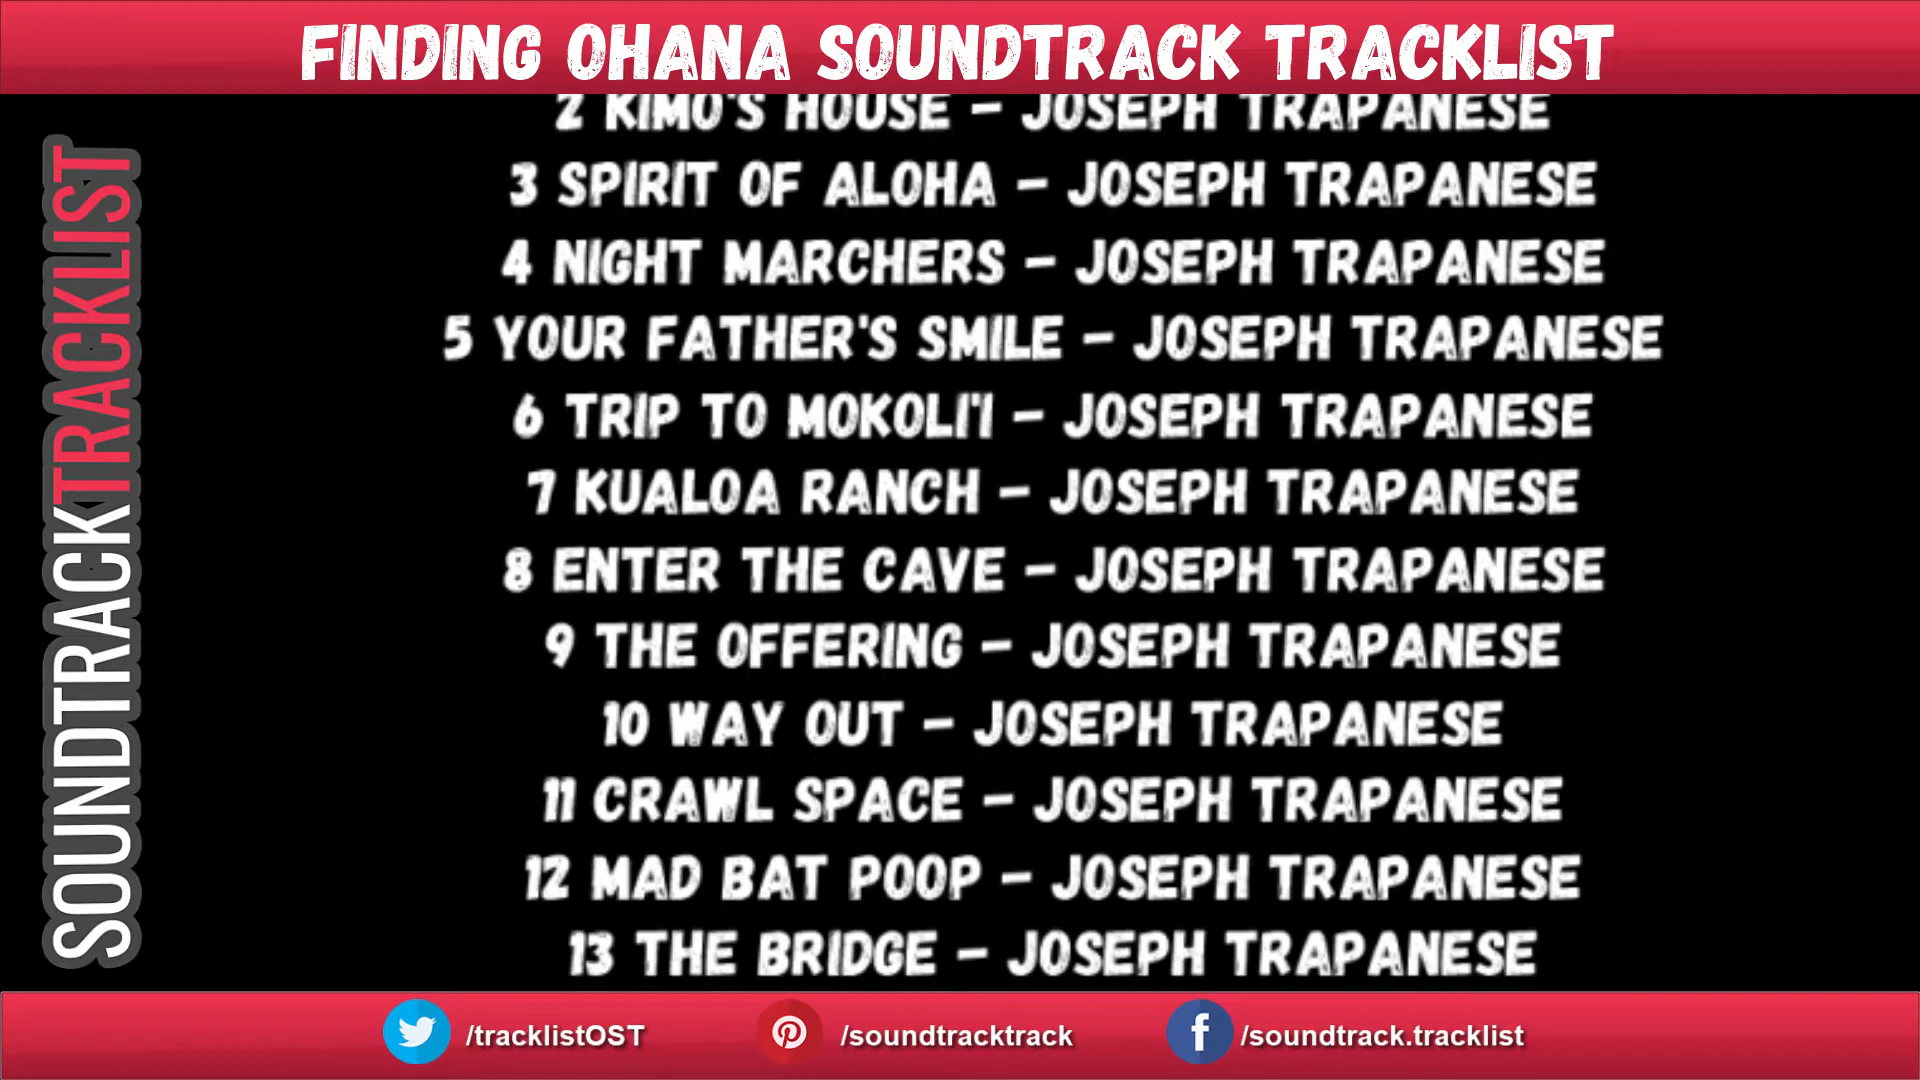 FINDING OHANA SOUNDTRACK TRACKLIST
SOUNDTRACKTRACKLIST
2 KIMO'S HOUSE – JOSEPH TRAPANESE
3 SPIRIT OF ALOHA – JOSEPH TRAPANESE
4 NIGHT MARCHERS – JOSEPH TRAPANESE
5 YOUR FATHER'S SMILE – JOSEPH TRAPANESE
6 TRIP TO MOKOLI'I – JOSEPH TRAPANESE
7 KUALOA RANCH – JOSEPH TRAPANESE
8 ENTER THE CAVE – JOSEPH TRAPANESE
9 THE OFFERING – JOSEPH TRAPANESE
10 WAY OUT – JOSEPH TRAPANESE
11 CRAWL SPACE – JOSEPH TRAPANESE
12 MAD BAT POOP – JOSEPH TRAPANESE
13 THE BRIDGE – JOSEPH TRAPANESE
/tracklistOST
/soundtracktrack
/soundtrack.tracklist